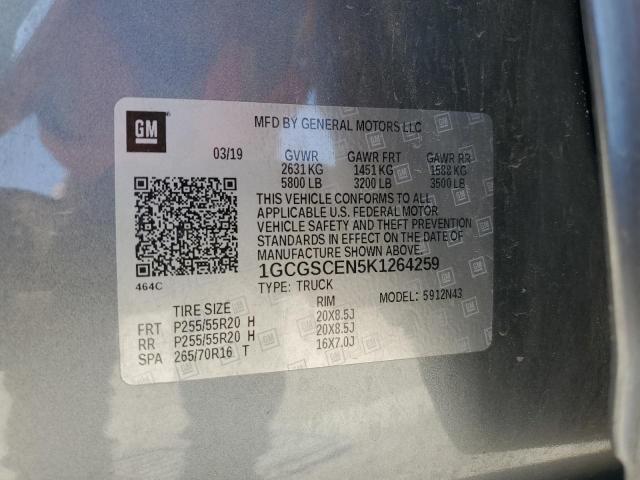 GM
MFD BY GENERAL MOTORS LLC
03/19 GVWR GAWR FRT GAWR RR
2631 KG 1451 KG 1588 KG
5800 LB 3200 LB 3500 LB
THIS VEHICLE CONFORMS TO ALL
APPLICABLE U.S. FEDERAL MOTOR
VEHICLE SAFETY AND THEFT PREVENTION
STANDARDS IN EFFECT ON THE DATE OF
MANUFACTURE SHOWN ABOVE.
1GCGSCEN5K1264259
464C TYPE: TRUCK MODEL: 5912N43
TIRE SIZE RIM
FRT P255/55R20 H 20X8.5J
RR P255/55R20 H 20X8.5J
SPA 265/70R16 T 16X7.0J